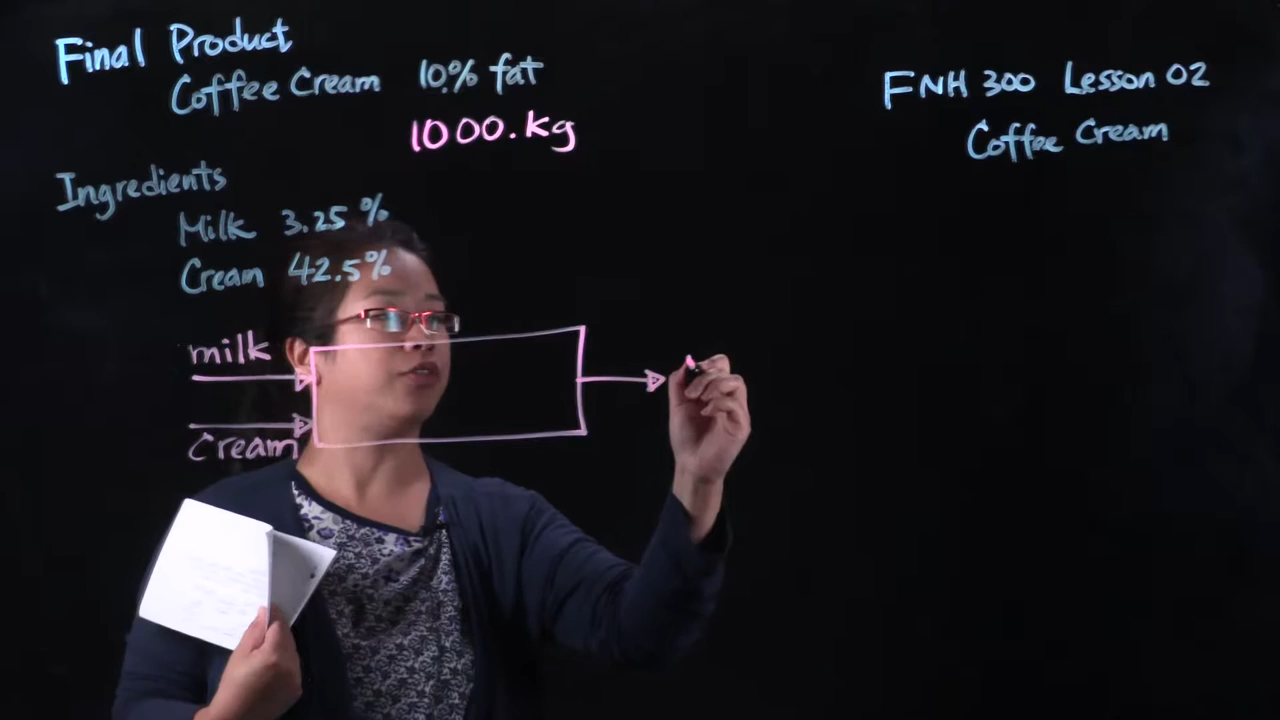 Final Product
Coffee Cream 10% fat
1000.kg
Ingredients
Milk 3.25%
Cream 42.5%
milk
Cream
FNH 300 Lesson 02
Coffee Cream